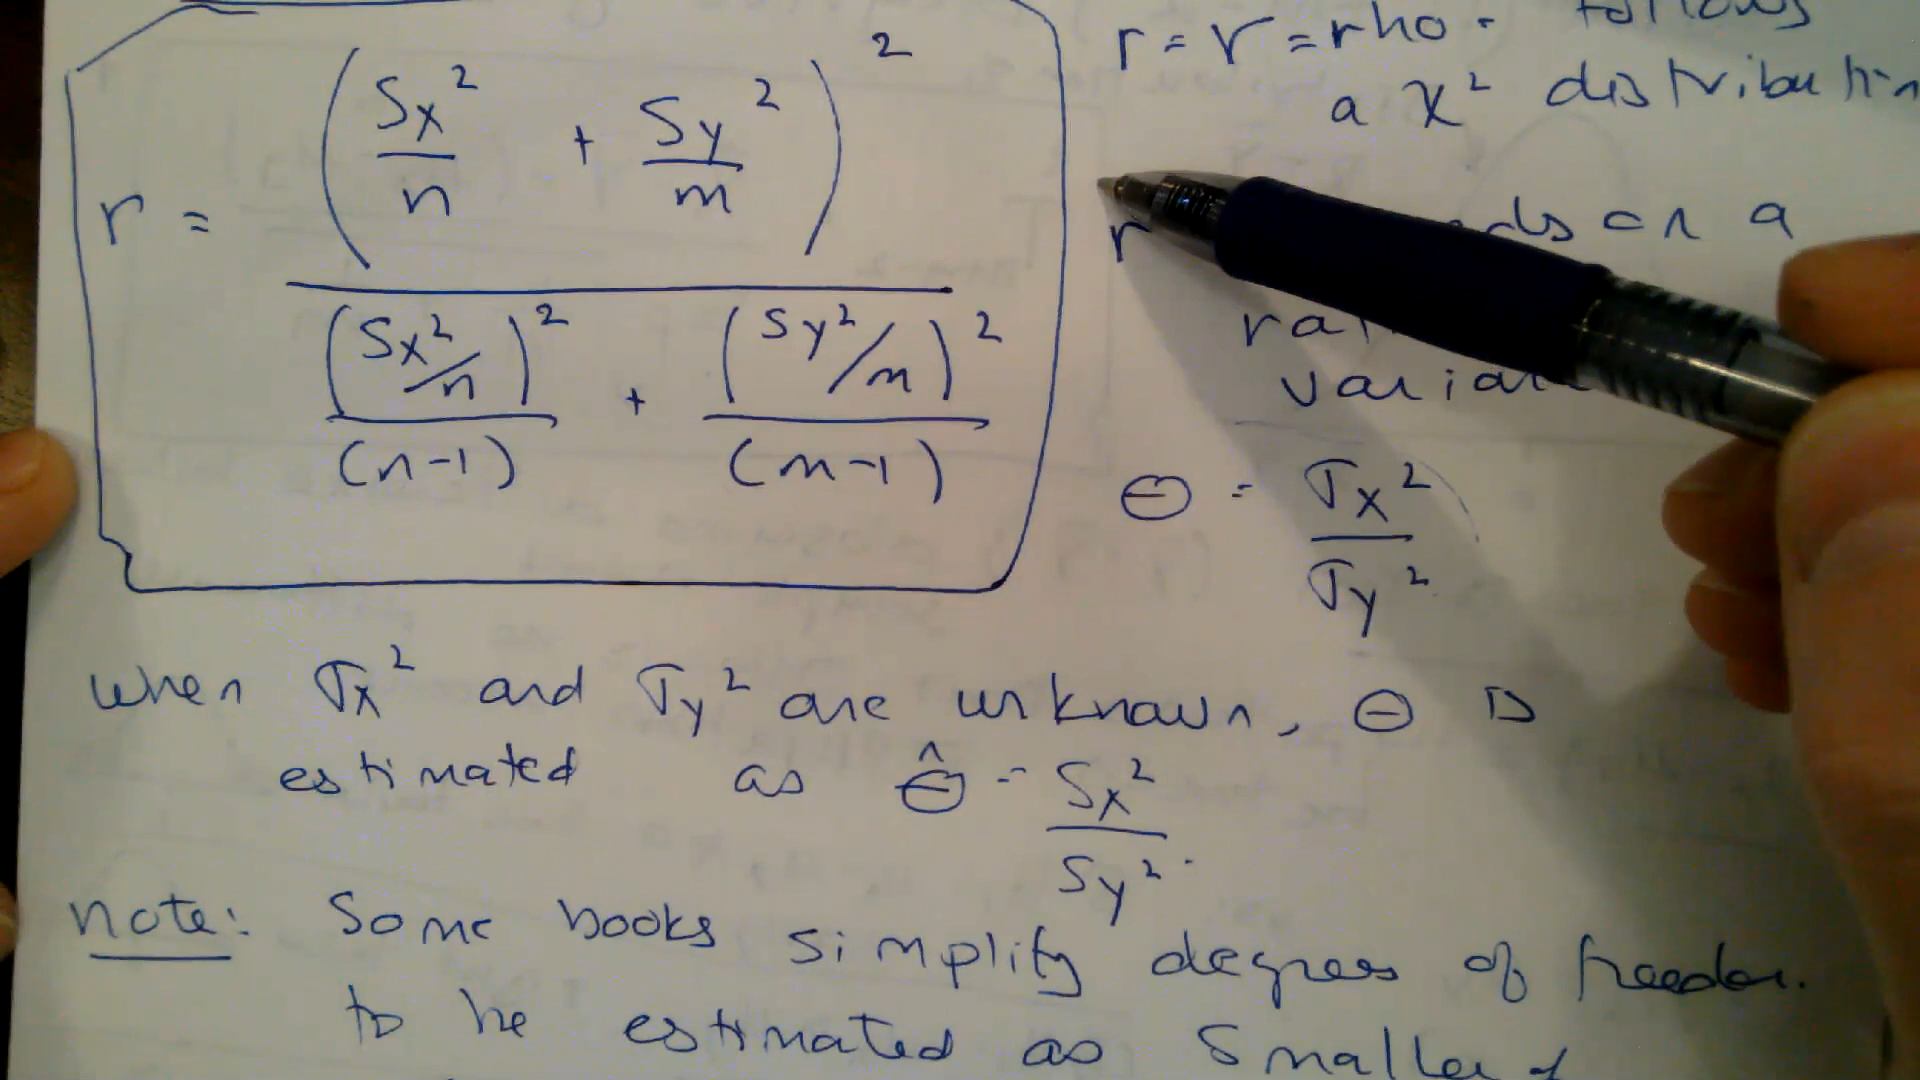 r = (Sx²/n + Sy²/m)² / ((Sx²/n)²/(n-1) + (Sy²/m)²/(m-1))
r = r = rho. follows
a χ² distribution
r on a
θ = σx²/σy²
when σx² and σy² are unknown, θ is
estimated as θ̂ = Sx²/Sy².
note: Some books simplify degrees of freedom.
to be estimated as smaller of